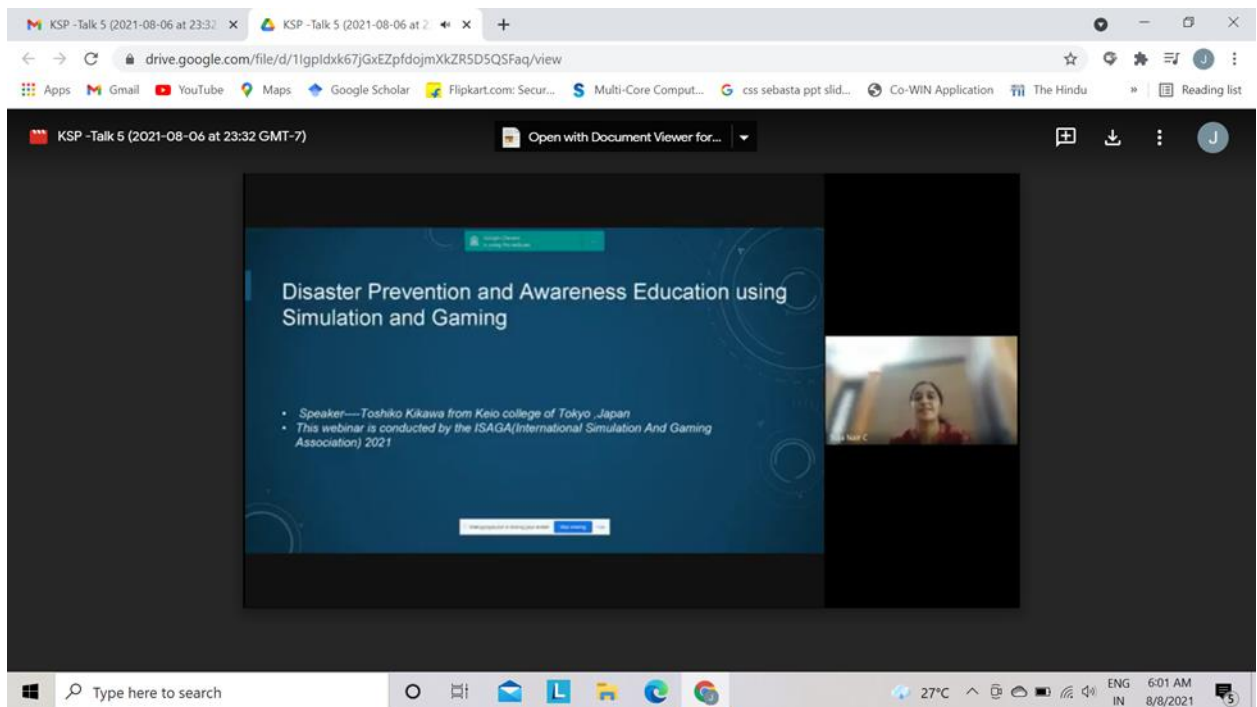 KSP -Talk 5 (2021-08-06 at 23:32
KSP -Talk 5 (2021-08-06 at 2
drive.google.com/file/d/1IgpIdxk67jGxEZpfdojmXkZR5D5QSFaq/view
Apps Gmail YouTube Maps Google Scholar Flipkart.com: Secur... Multi-Core Comput... css sebasta ppt slid... Co-WIN Application The Hindu » Reading list
KSP -Talk 5 (2021-08-06 at 23:32 GMT-7)
Open with Document Viewer for...
J
Disaster Prevention and Awareness Education using
Simulation and Gaming
• Speaker----Toshiko Kikawa from Keio college of Tokyo ,Japan
• This webinar is conducted by the ISAGA(International Simulation And Gaming
Association) 2021
Nair C
Stop sharing
Type here to search
27°C
ENG
IN
6:01 AM
8/8/2021
5